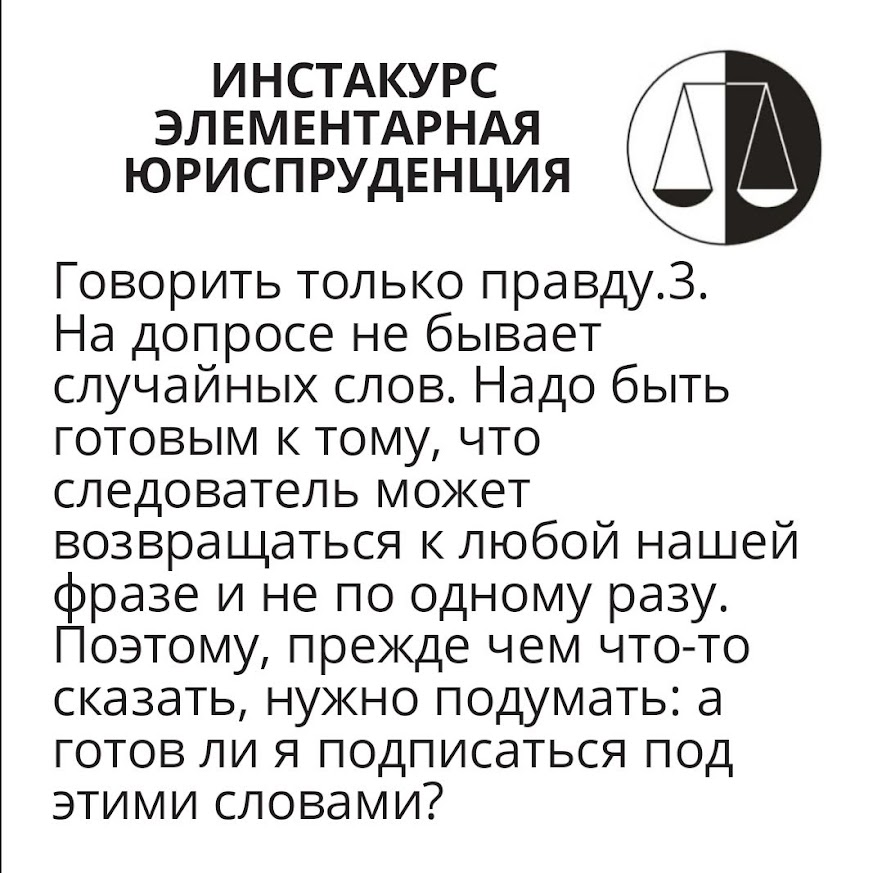 ИНСТАКУРС
ЭЛЕМЕНТАРНАЯ
ЮРИСПРУДЕНЦИЯ
Говорить только правду.3.
На допросе не бывает
случайных слов. Надо быть
готовым к тому, что
следователь может
возвращаться к любой нашей
фразе и не по одному разу.
Поэтому, прежде чем что-то
сказать, нужно подумать: а
готов ли я подписаться под
этими словами?